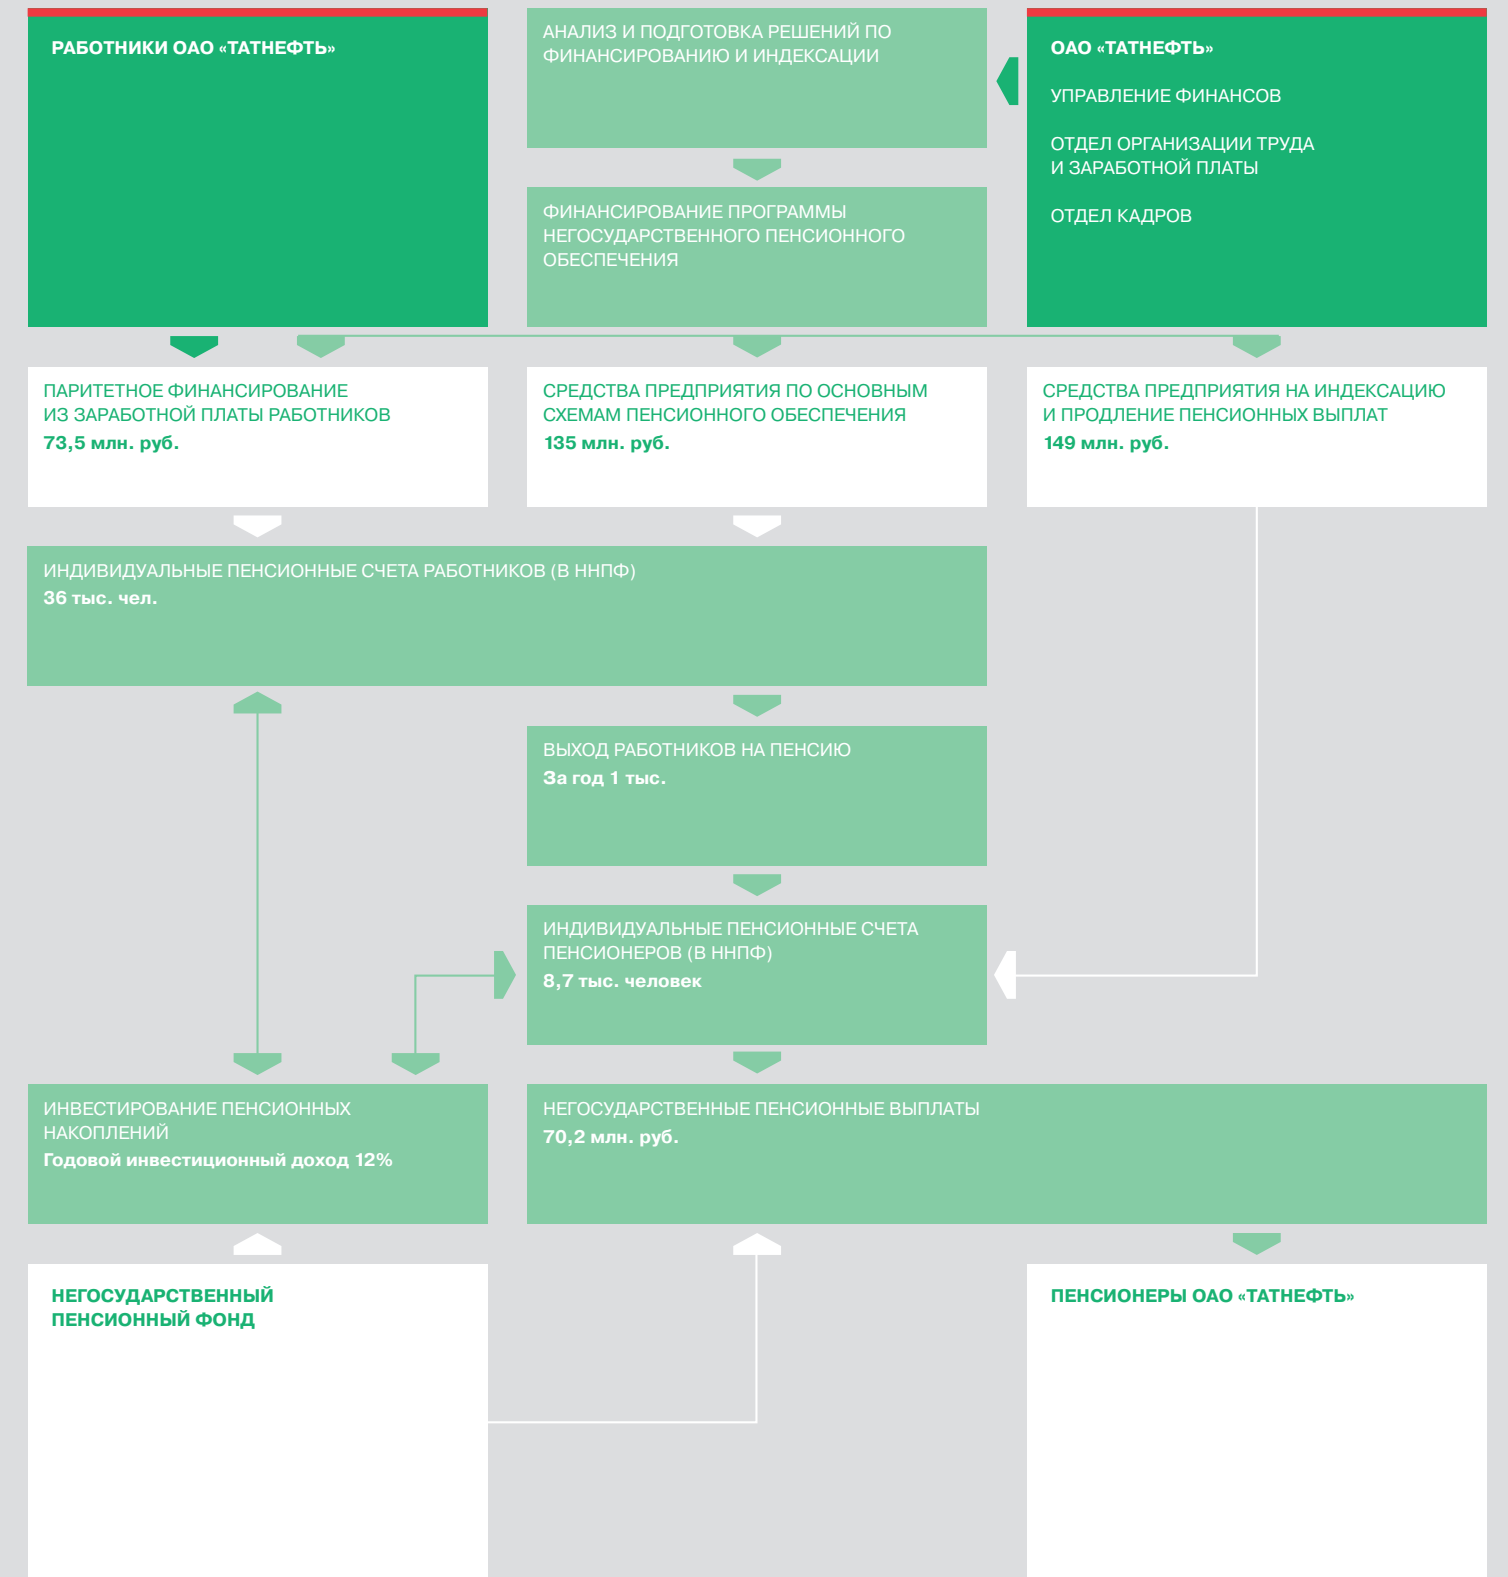 РАБОТНИКИ ОАО «ТАТНЕФТЬ»
АНАЛИЗ И ПОДГОТОВКА РЕШЕНИЙ ПО
ФИНАНСИРОВАНИЮ И ИНДЕКСАЦИИ
ОАО «ТАТНЕФТЬ»
УПРАВЛЕНИЕ ФИНАНСОВ
ОТДЕЛ ОРГАНИЗАЦИИ ТРУДА
И ЗАРАБОТНОЙ ПЛАТЫ
ОТДЕЛ КАДРОВ
ФИНАНСИРОВАНИЕ ПРОГРАММЫ
НЕГОСУДАРСТВЕННОГО ПЕНСИОННОГО
ОБЕСПЕЧЕНИЯ
ПАРИТЕТНОЕ ФИНАНСИРОВАНИЕ
ИЗ ЗАРАБОТНОЙ ПЛАТЫ РАБОТНИКОВ
73,5 млн. руб.
СРЕДСТВА ПРЕДПРИЯТИЯ ПО ОСНОВНЫМ
СХЕМАМ ПЕНСИОННОГО ОБЕСПЕЧЕНИЯ
135 млн. руб.
СРЕДСТВА ПРЕДПРИЯТИЯ НА ИНДЕКСАЦИЮ
И ПРОДЛЕНИЕ ПЕНСИОННЫХ ВЫПЛАТ
149 млн. руб.
ИНДИВИДУАЛЬНЫЕ ПЕНСИОННЫЕ СЧЕТА РАБОТНИКОВ (В ННПФ)
36 тыс. чел.
ВЫХОД РАБОТНИКОВ НА ПЕНСИЮ
За год 1 тыс.
ИНДИВИДУАЛЬНЫЕ ПЕНСИОННЫЕ СЧЕТА
ПЕНСИОНЕРОВ (В ННПФ)
8,7 тыс. человек
ИНВЕСТИРОВАНИЕ ПЕНСИОННЫХ
НАКОПЛЕНИЙ
Годовой инвестиционный доход 12%
НЕГОСУДАРСТВЕННЫЕ ПЕНСИОННЫЕ ВЫПЛАТЫ
70,2 млн. руб.
НЕГОСУДАРСТВЕННЫЙ
ПЕНСИОННЫЙ ФОНД
ПЕНСИОНЕРЫ ОАО «ТАТНЕФТЬ»